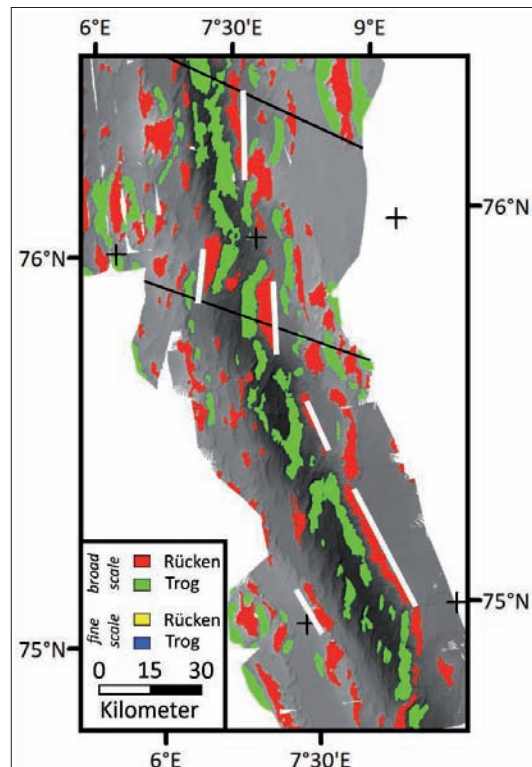 6°E 7°30'E 9°E
76°N
76°N
broad scale
Rücken
Trog
fine scale
Rücken
Trog
0 15 30
Kilometer
75°N
75°N
6°E 7°30'E